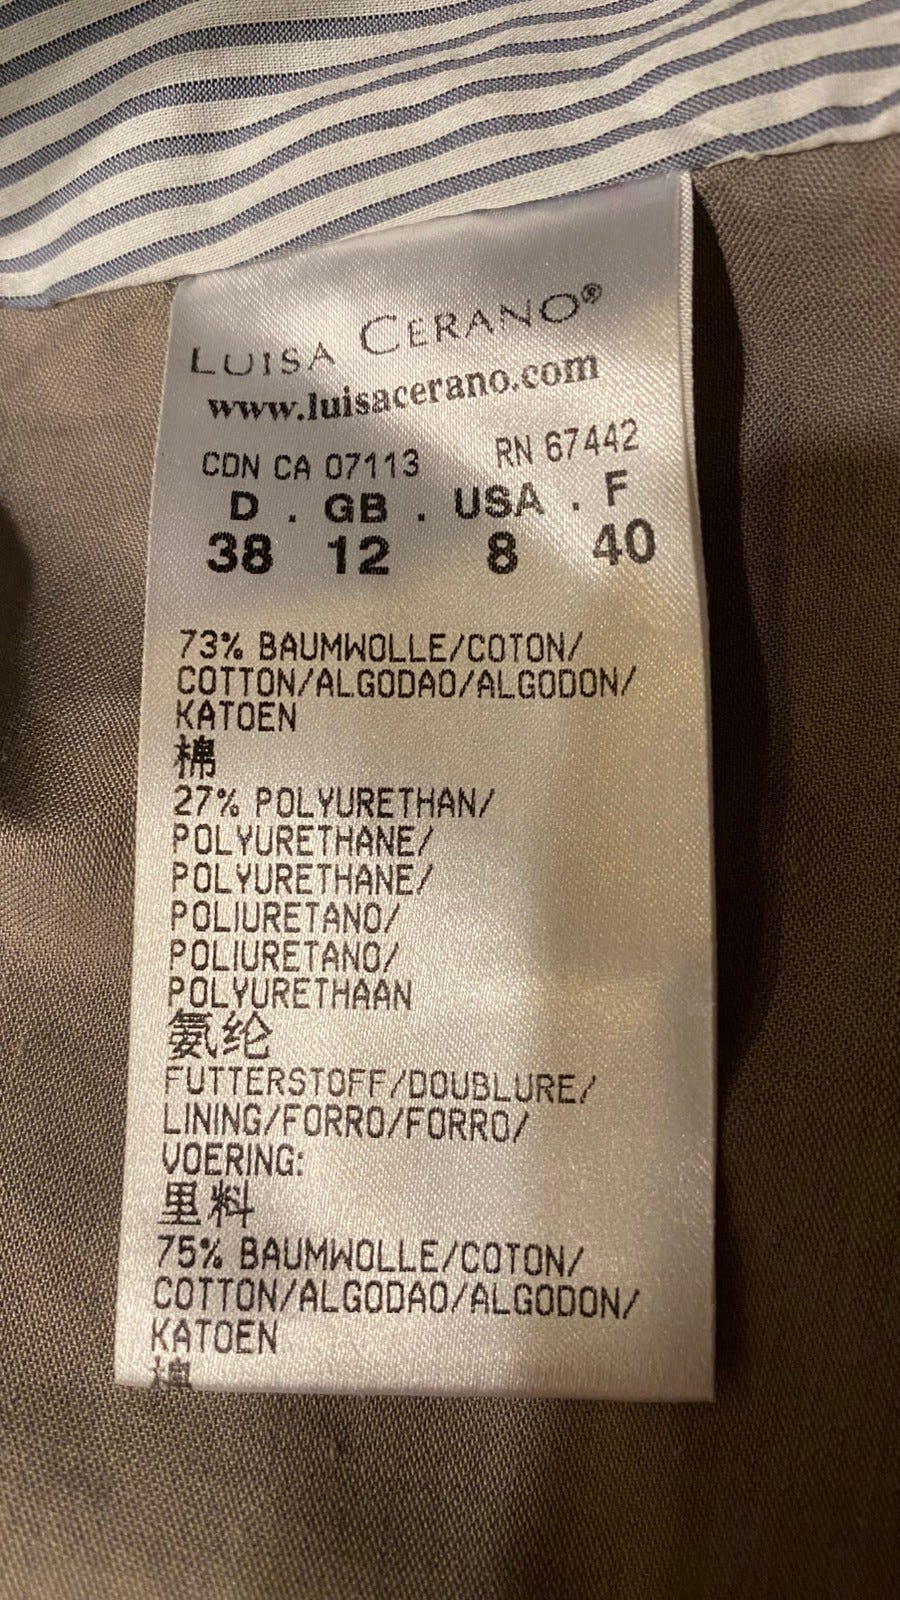 LUISA CERANO®
www.luisacerano.com
CDN CA 07113 RN 67442
D . GB . USA . F
38 12 8 40
73% BAUMWOLLE/COTON/
COTTON/ALGODAO/ALGODON/
KATOEN
棉
27% POLYURETHAN/
POLYURETHANE/
POLYURETHANE/
POLIURETANO/
POLIURETANO/
POLYURETHAAN
氨纶
FUTTERSTOFF/DOUBLURE/
LINING/FORRO/FORRO/
VOERING:
里料
75% BAUMWOLLE/COTON/
COTTON/ALGODAO/ALGODON/
KATOEN
棉